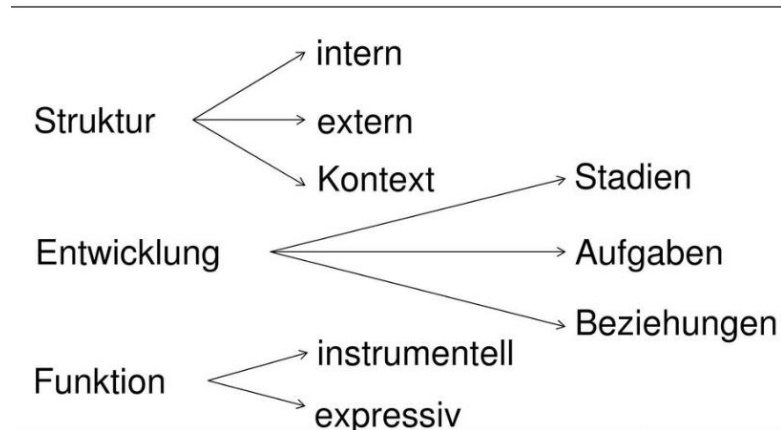 intern
Struktur
extern
Kontext
Stadien
Entwicklung
Aufgaben
Beziehungen
instrumentell
Funktion
expressiv